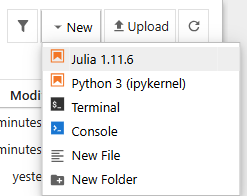 New Upload
Julia 1.11.6
Modi
Python 3 (ipykernel)
Terminal
minutes
Console
minutes
New File
yeste
New Folder